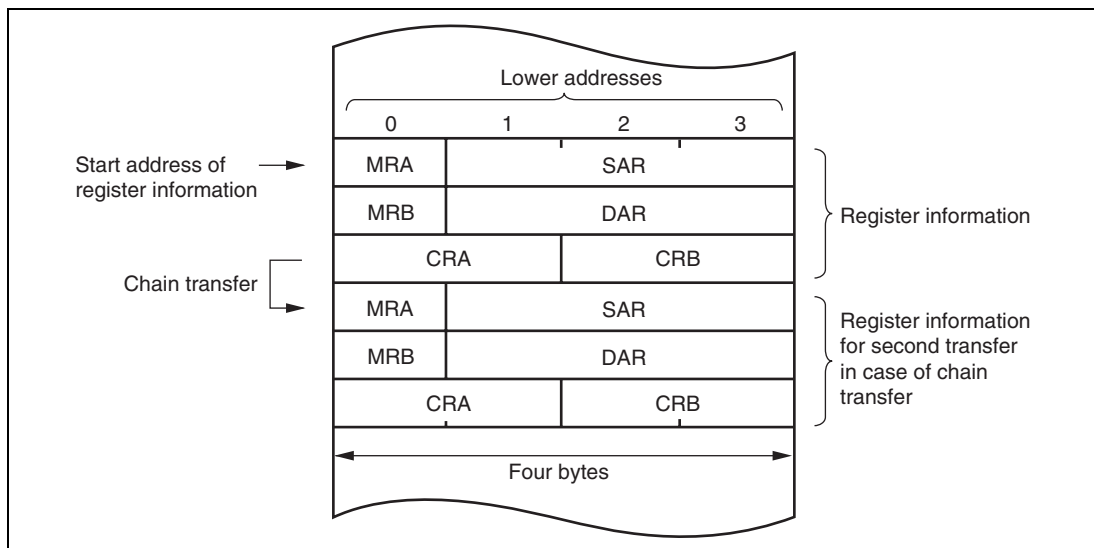 Lower addresses
0 1 2 3
Start address of
register information
MRA SAR
MRB DAR
CRA CRB
Register information
Chain transfer
MRA SAR
MRB DAR
CRA CRB
Register information
for second transfer
in case of chain
transfer
Four bytes